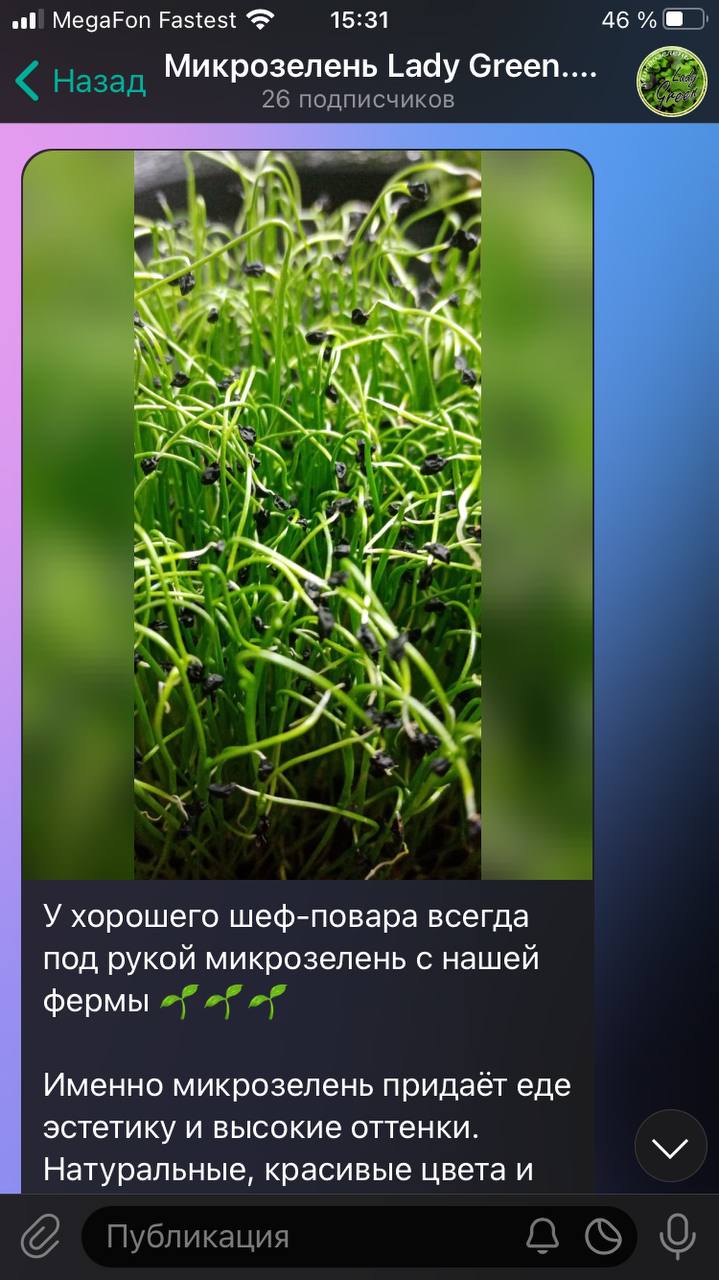 MegaFon Fastest 15:31 46 %
Назад Микрозелень Lady Green....
26 подписчиков
Lady
Green
У хорошего шеф-повара всегда
под рукой микрозелень с нашей
фермы 🌱🌱🌱
Именно микрозелень придаёт еде
эстетику и высокие оттенки.
Натуральные, красивые цвета и
Публикация